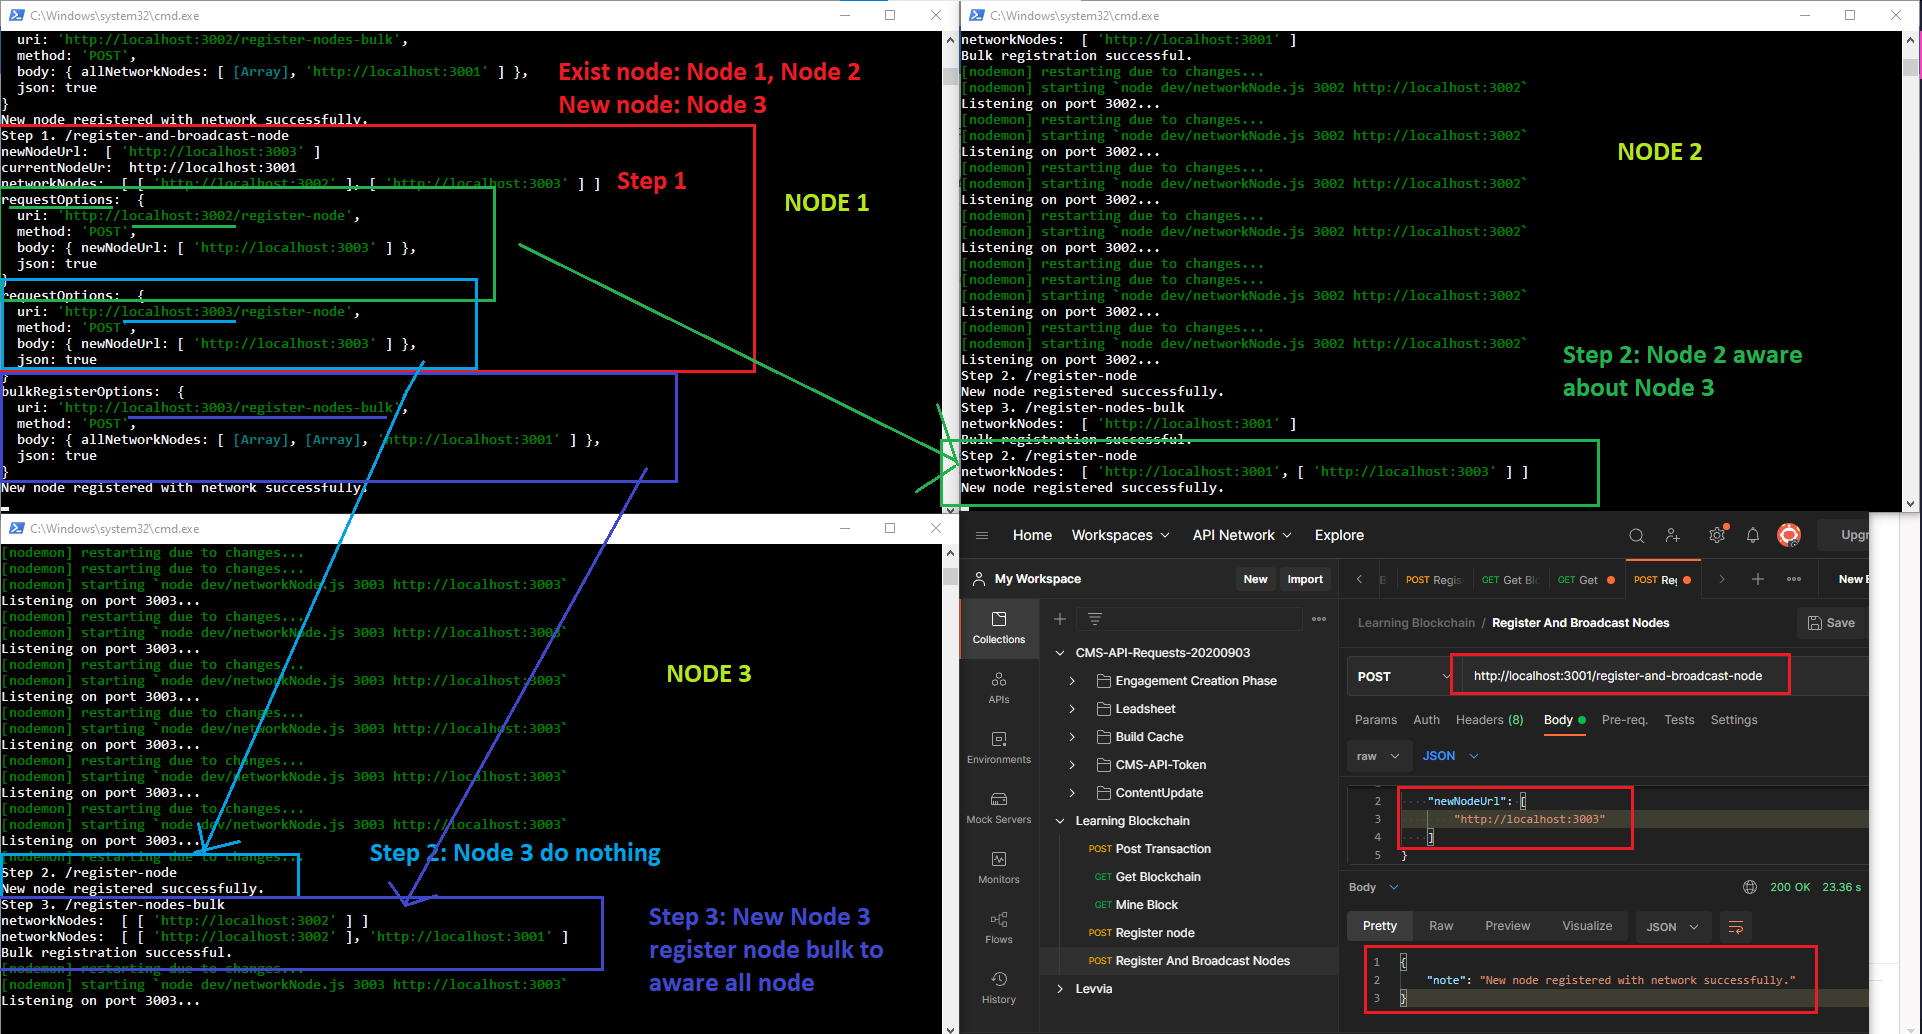 C:\Windows\system32\cmd.exe
uri: 'http://localhost:3002/register-nodes-bulk',
method: 'POST',
body: { allNetworkNodes: [ [Array], 'http://localhost:3001' ] },
json: true
}
New node registered with network successfully.
Step 1. /register-and-broadcast-node
newNodeUrl:  [ 'http://localhost:3003' ]
currentNodeUr:  http://localhost:3001
networkNodes:  [ [ 'http://localhost:3002' ], [ 'http://localhost:3003' ] ]
requestOptions:  {
uri: 'http://localhost:3002/register-node',
method: 'POST',
body: { newNodeUrl: [ 'http://localhost:3003' ] },
json: true
}
requestOptions:  {
uri: 'http://localhost:3003/register-node',
method: 'POST',
body: { newNodeUrl: [ 'http://localhost:3003' ] },
json: true
}
bulkRegisterOptions:  {
uri: 'http://localhost:3003/register-nodes-bulk',
method: 'POST',
body: { allNetworkNodes: [ [Array], [Array], 'http://localhost:3001' ] },
json: true
}
New node registered with network successfully.
Exist node: Node 1, Node 2
New node: Node 3
Step 1
NODE 1
C:\Windows\system32\cmd.exe
networkNodes:  [ 'http://localhost:3001' ]
Bulk registration successful.
[nodemon] restarting due to changes...
[nodemon] starting `node dev/networkNode.js 3002 http://localhost:3002`
Listening on port 3002...
[nodemon] restarting due to changes...
[nodemon] starting `node dev/networkNode.js 3002 http://localhost:3002`
Listening on port 3002...
[nodemon] restarting due to changes...
[nodemon] starting `node dev/networkNode.js 3002 http://localhost:3002`
Listening on port 3002...
[nodemon] restarting due to changes...
[nodemon] starting `node dev/networkNode.js 3002 http://localhost:3002`
Listening on port 3002...
[nodemon] restarting due to changes...
[nodemon] restarting due to changes...
[nodemon] starting `node dev/networkNode.js 3002 http://localhost:3002`
Listening on port 3002...
[nodemon] restarting due to changes...
[nodemon] starting `node dev/networkNode.js 3002 http://localhost:3002`
Listening on port 3002...
Step 2. /register-node
New node registered successfully.
Step 3. /register-nodes-bulk
networkNodes:  [ 'http://localhost:3001' ]
Bulk registration successful.
Step 2. /register-node
networkNodes:  [ 'http://localhost:3001', [ 'http://localhost:3003' ] ]
New node registered successfully.
NODE 2
Step 2: Node 2 aware
about Node 3
C:\Windows\system32\cmd.exe
[nodemon] restarting due to changes...
[nodemon] restarting due to changes...
[nodemon] starting `node dev/networkNode.js 3003 http://localhost:3003`
Listening on port 3003...
[nodemon] restarting due to changes...
[nodemon] starting `node dev/networkNode.js 3003 http://localhost:3003`
Listening on port 3003...
[nodemon] restarting due to changes...
[nodemon] starting `node dev/networkNode.js 3003 http://localhost:3003`
Listening on port 3003...
[nodemon] restarting due to changes...
[nodemon] starting `node dev/networkNode.js 3003 http://localhost:3003`
Listening on port 3003...
[nodemon] restarting due to changes...
[nodemon] starting `node dev/networkNode.js 3003 http://localhost:3003`
Listening on port 3003...
[nodemon] restarting due to changes...
[nodemon] starting `node dev/networkNode.js 3003 http://localhost:3003`
Listening on port 3003...
[nodemon] restarting due to changes...
Step 2. /register-node
New node registered successfully.
Step 3. /register-nodes-bulk
networkNodes:  [ [ 'http://localhost:3002' ] ]
networkNodes:  [ [ 'http://localhost:3002' ], 'http://localhost:3001' ]
Bulk registration successful.
[nodemon] restarting due to changes...
[nodemon] starting `node dev/networkNode.js 3003 http://localhost:3003`
Listening on port 3003...
NODE 3
Step 2: Node 3 do nothing
Step 3: New Node 3
register node bulk to
aware all node
Home Workspaces API Network Explore Upgr
My Workspace New Import
POST Regis GET Get Blo GET Get POST Reg New E
Collections
APIs
Environments
Mock Servers
Monitors
Flows
History
CMS-API-Requests-20200903
Engagement Creation Phase
Leadsheet
Build Cache
CMS-API-Token
ContentUpdate
Learning Blockchain
POST Post Transaction
GET Get Blockchain
GET Mine Block
POST Register node
POST Register And Broadcast Nodes
Levvia
Learning Blockchain / Register And Broadcast Nodes Save
POST http://localhost:3001/register-and-broadcast-node
Params Auth Headers (8) Body Pre-req. Tests Settings
raw JSON
2 "newNodeUrl": [
3 "http://localhost:3003"
4 ]
5 }
Body 200 OK 23.36 s
Pretty Raw Preview Visualize JSON
1 {
2 "note": "New node registered with network successfully."
3 }